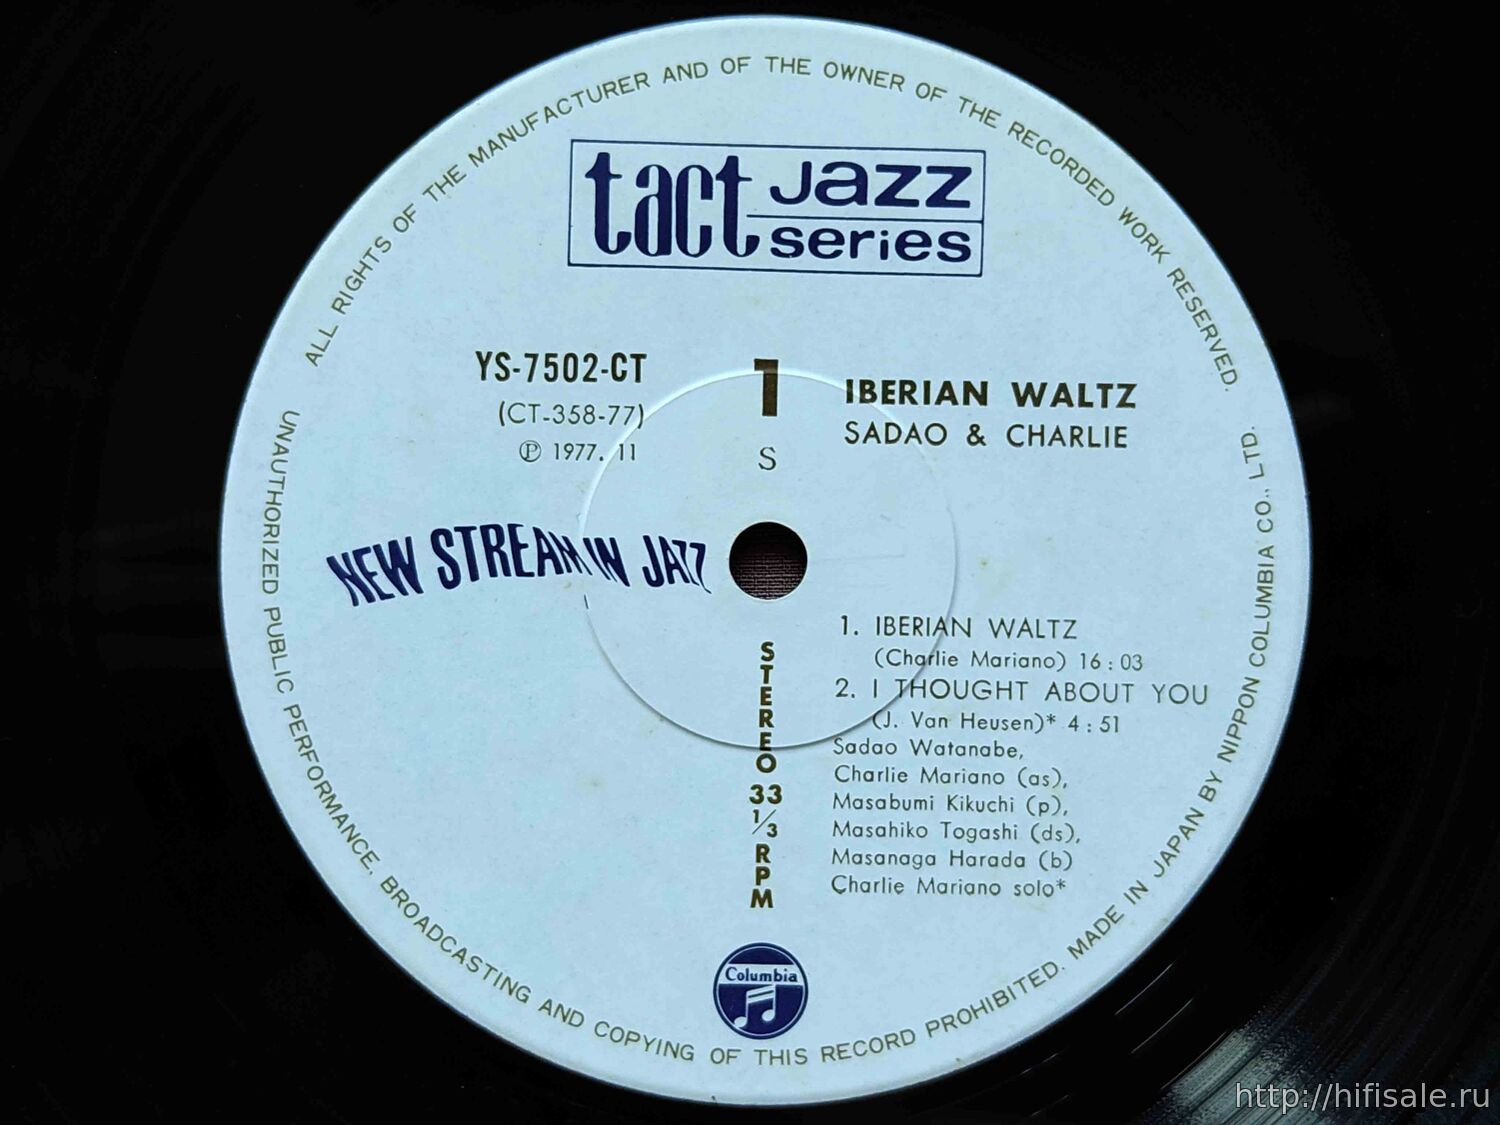 ALL RIGHTS OF THE MANUFACTURER AND OF THE OWNER OF THE RECORDED WORK RESERVED.
tact jazz
series
YS-7502-CT
(CT-358-77)
℗ 1977. 11
1
S
IBERIAN WALTZ
SADAO & CHARLIE
NEW STREAM IN JAZZ
STEREO 33 1/3 RPM
1. IBERIAN WALTZ
(Charlie Mariano) 16:03
2. I THOUGHT ABOUT YOU
(J. Van Heusen)* 4:51
Sadao Watanabe,
Charlie Mariano (as),
Masabumi Kikuchi (p),
Masahiko Togashi (ds),
Masanaga Harada (b)
Charlie Mariano solo*
Columbia
UNAUTHORIZED PUBLIC PERFORMANCE, BROADCASTING AND COPYING OF THIS RECORD PROHIBITED. MADE IN JAPAN BY NIPPON COLUMBIA CO., LTD.
http://hifisale.ru